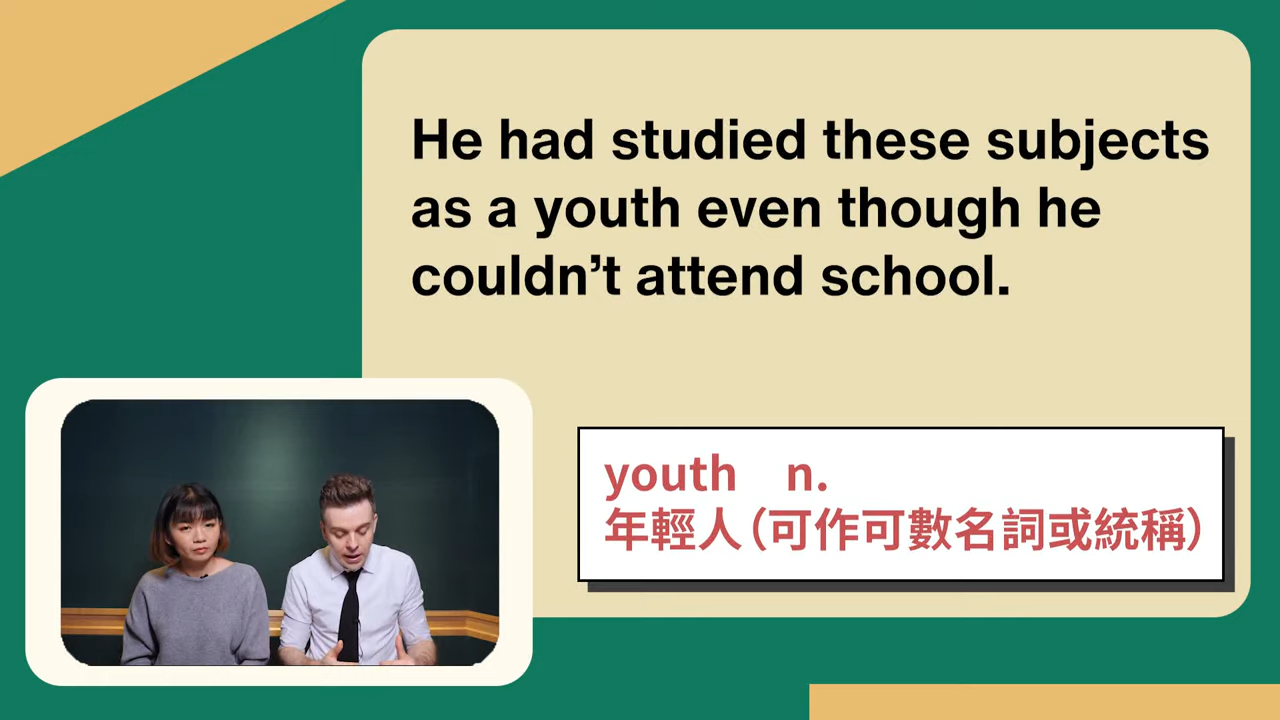 He had studied these subjects
as a youth even though he
couldn’t attend school.
youth n.
年輕人(可作可數名詞或統稱)